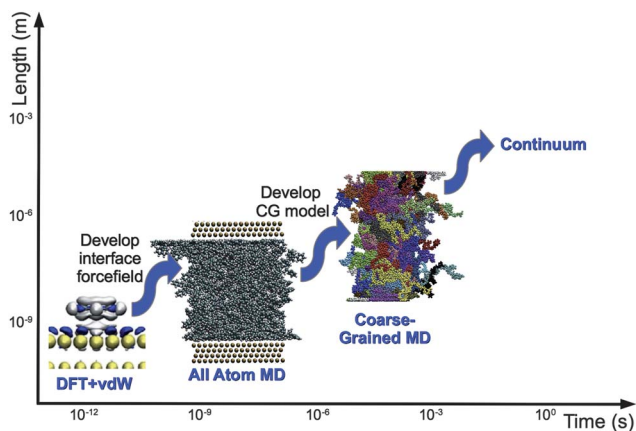 Length (m)
10-3
10-6
10-9
Continuum
Develop
CG model
Develop
interface
forcefield
Coarse-
Grained MD
All Atom MD
DFT+vdW
10-12
10-9
10-6
10-3
100
Time (s)